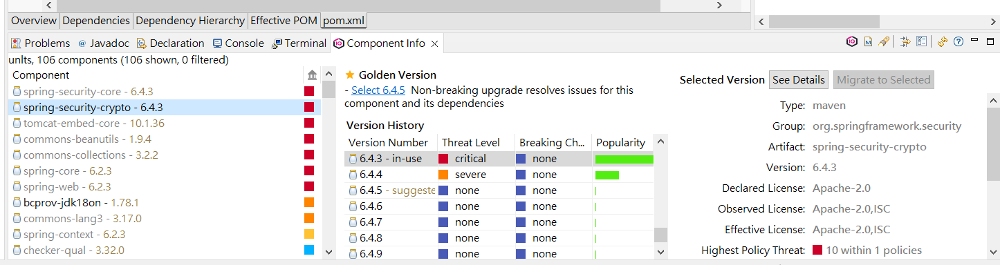 Overview Dependencies Dependency Hierarchy Effective POM pom.xml
Problems @ Javadoc Declaration Console Terminal Component Info
unlts, 106 components (106 shown, 0 filtered)
Component
spring-security-core - 6.4.3
spring-security-crypto - 6.4.3
tomcat-embed-core - 10.1.36
commons-beanutils - 1.9.4
commons-collections - 3.2.2
spring-core - 6.2.3
spring-web - 6.2.3
bcprov-jdk18on - 1.78.1
commons-lang3 - 3.17.0
spring-context - 6.2.3
checker-qual - 3.32.0
Golden Version
- Select 6.4.5 Non-breaking upgrade resolves issues for this
component and its dependencies
Version History
Version Number Threat Level Breaking Ch... Popularity
6.4.3 - in-use critical none
6.4.4 severe none
6.4.5 - suggeste none none
6.4.6 none none
6.4.7 none none
6.4.8 none none
6.4.9 none none
Selected Version See Details Migrate to Selected
Type: maven
Group: org.springframework.security
Artifact: spring-security-crypto
Version: 6.4.3
Declared License: Apache-2.0
Observed License: Apache-2.0,ISC
Effective License: Apache-2.0,ISC
Highest Policy Threat: 10 within 1 policies